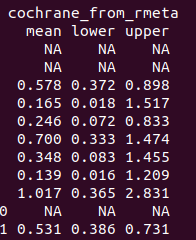 cochrane_from_rmeta
mean lower upper
NA NA NA
NA NA NA
0.578 0.372 0.898
0.165 0.018 1.517
0.246 0.072 0.833
0.700 0.333 1.474
0.348 0.083 1.455
0.139 0.016 1.209
1.017 0.365 2.831
0 NA NA NA
1 0.531 0.386 0.731